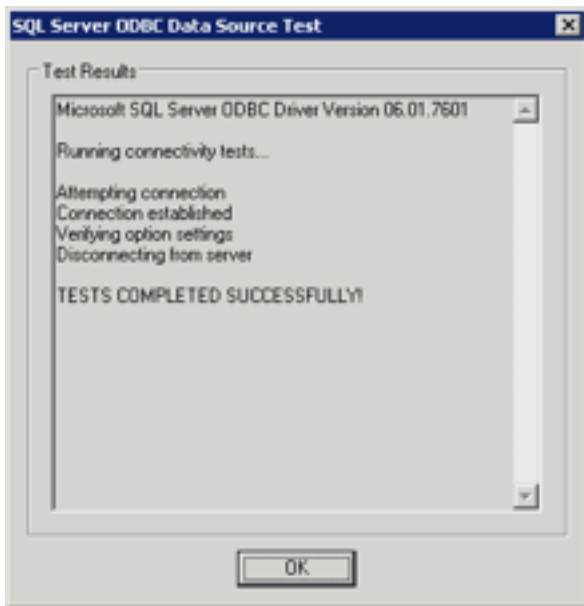 SQL Server ODBC Data Source Test
Test Results
Microsoft SQL Server ODBC Driver Version 06.01.7601
Running connectivity tests...
Attempting connection
Connection established
Verifying option settings
Disconnecting from server
TESTS COMPLETED SUCCESSFULLY!
OK